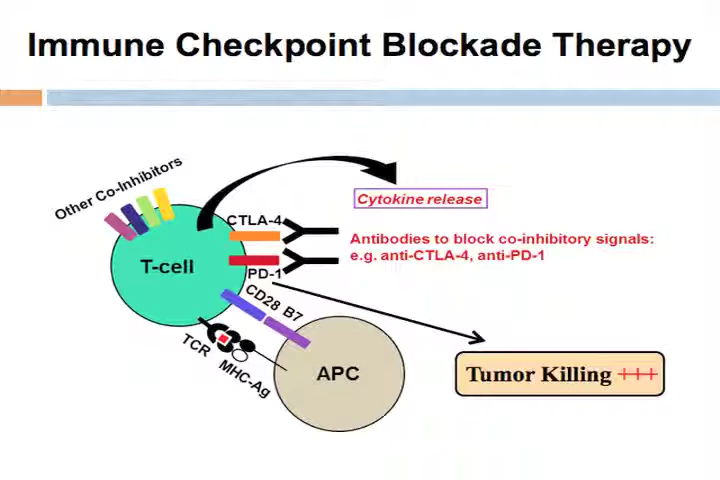 Immune Checkpoint Blockade Therapy
Other Co-Inhibitors
Cytokine release
CTLA-4
Antibodies to block co-inhibitory signals:
e.g. anti-CTLA-4, anti-PD-1
T-cell
PD-1
CD28 B7
TCR
MHC-Ag
APC
Tumor Killing +++